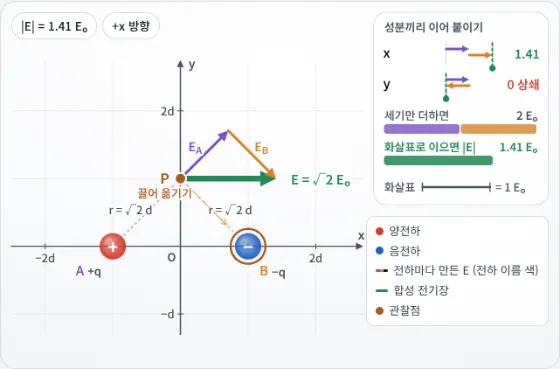 |E| = 1.41 E₀
+x 방향
y
2d
E_A
E_B
P
E = √2 E₀
끌어 옮기기
r = √2 d
r = √2 d
x
+
−
−2d
O
2d
A +q
B −q
−d
성분끼리 이어 붙이기
x 1.41
y 0 상쇄
세기만 더하면 2 E₀
화살표로 이으면 |E| 1.41 E₀
화살표 = 1 E₀
양전하
음전하
전하마다 만든 E (전하 이름 색)
합성 전기장
관찰점